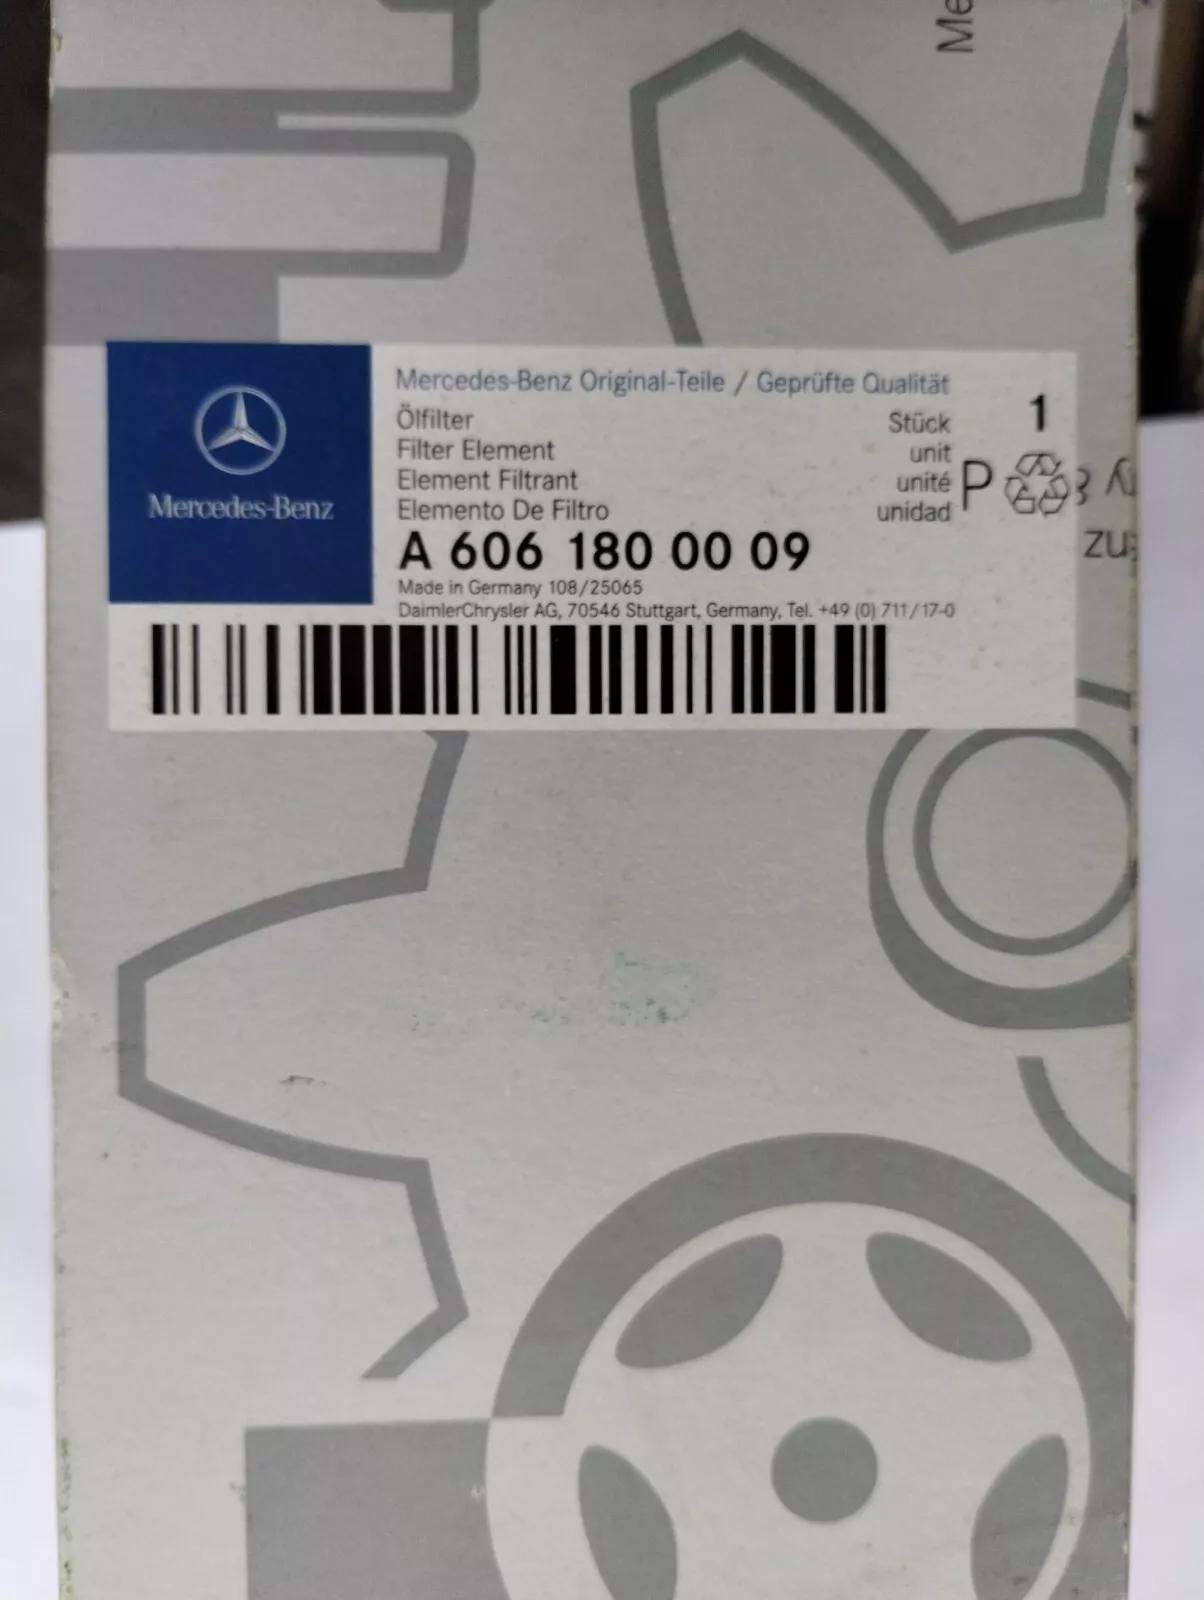 Me
Mercedes-Benz
Mercedes-Benz Original-Teile / Geprüfte Qualität
Ölfilter
Filter Element
Element Filtrant
Elemento De Filtro
Stück 1
unit
unité
unidad
P
A 606 180 00 09
Made in Germany 108/25065
DaimlerChrysler AG, 70546 Stuttgart, Germany, Tel. +49 (0) 711/17-0
zu